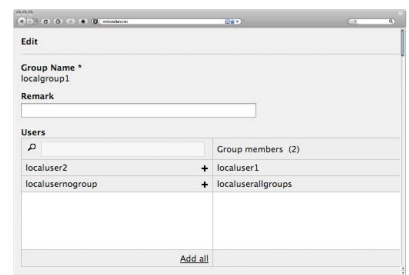 Edit
Group Name *
localgroup1
Remark
Users
Group members (2)
localuser2 +
localuser1
localusernogroup +
localuserallgroups
Add all